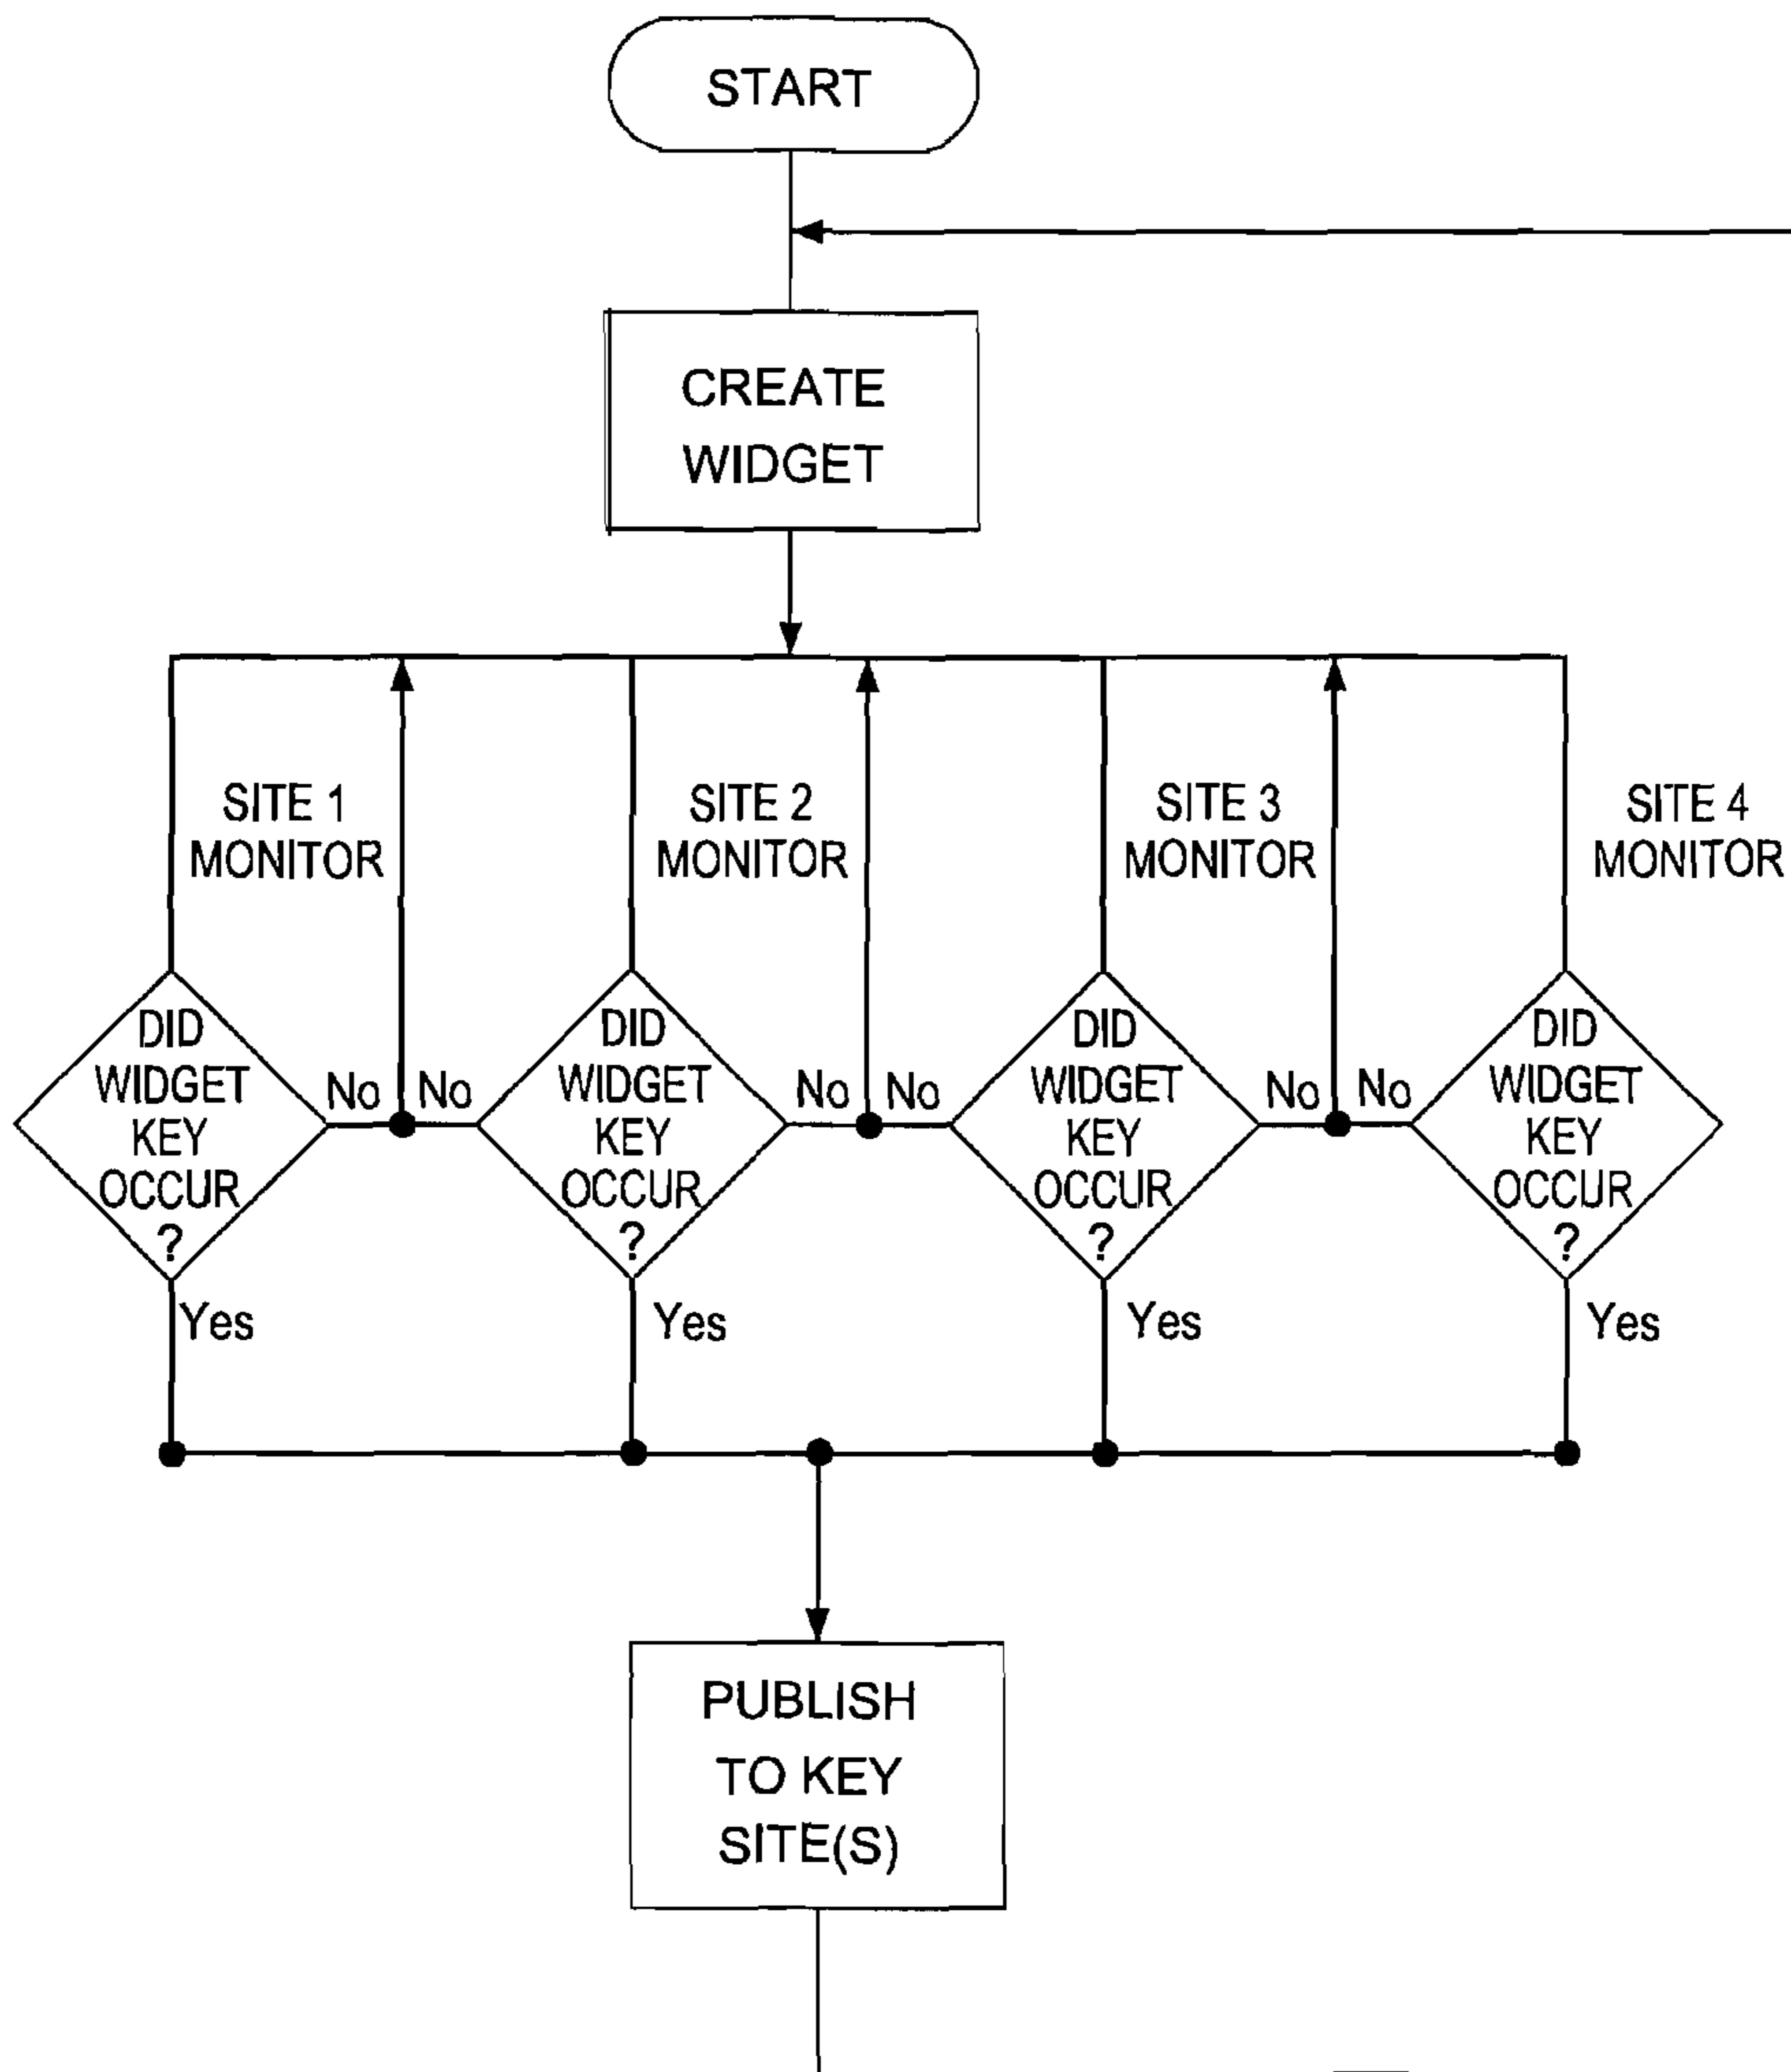 START
CREATE
WIDGET
SITE 1
MONITOR
SITE 2
MONITOR
SITE 3
MONITOR
SITE 4
MONITOR
DID
WIDGET
KEY
OCCUR
?
No
No
DID
WIDGET
KEY
OCCUR
?
No
No
DID
WIDGET
KEY
OCCUR
?
No
No
DID
WIDGET
KEY
OCCUR
?
Yes
Yes
Yes
Yes
PUBLISH
TO KEY
SITE(S)